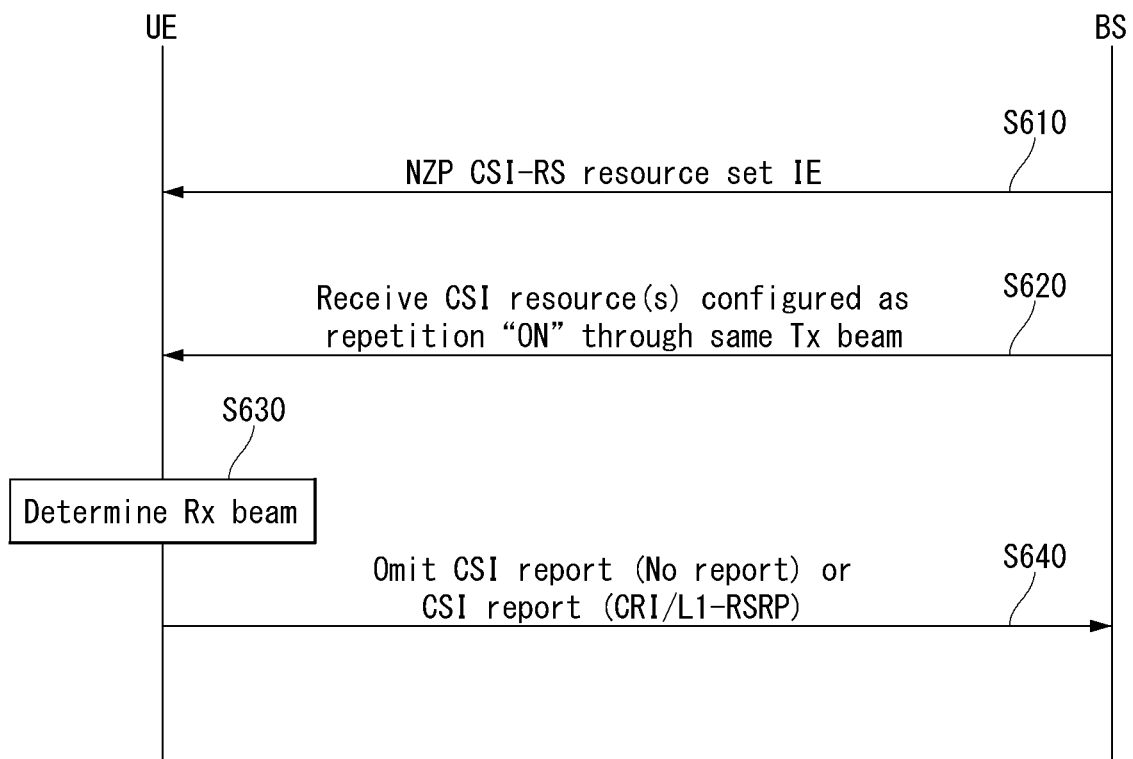 UE
BS
S610
NZP CSI-RS resource set IE
S620
Receive CSI resource(s) configured as
repetition “ON” through same Tx beam
S630
Determine Rx beam
S640
Omit CSI report (No report) or
CSI report (CRI/L1-RSRP)